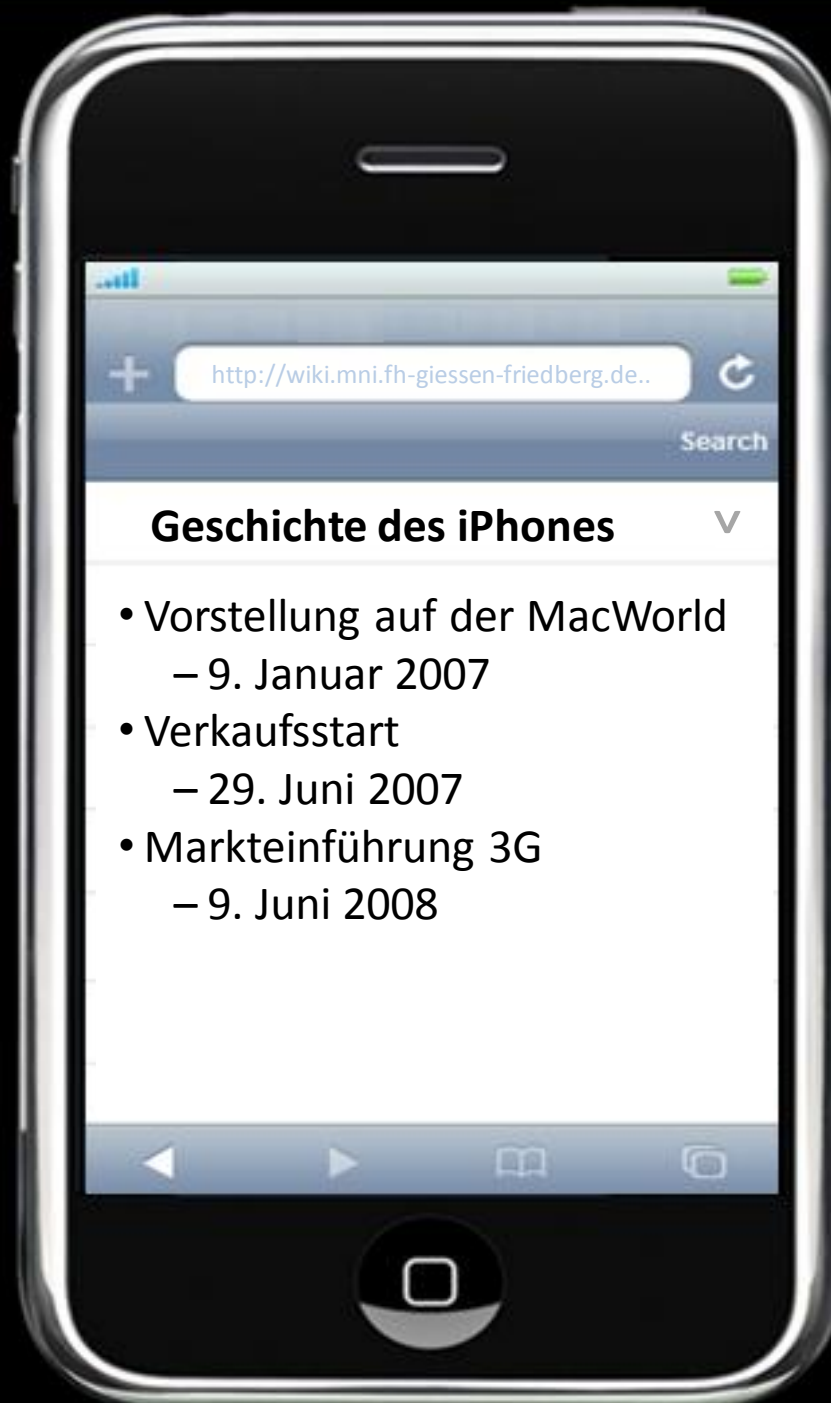 http://wiki.mni.fh-giessen-friedberg.de..
Search
Geschichte des iPhones
V
• Vorstellung auf der MacWorld
– 9. Januar 2007
• Verkaufsstart
– 29. Juni 2007
• Markteinführung 3G
– 9. Juni 2008